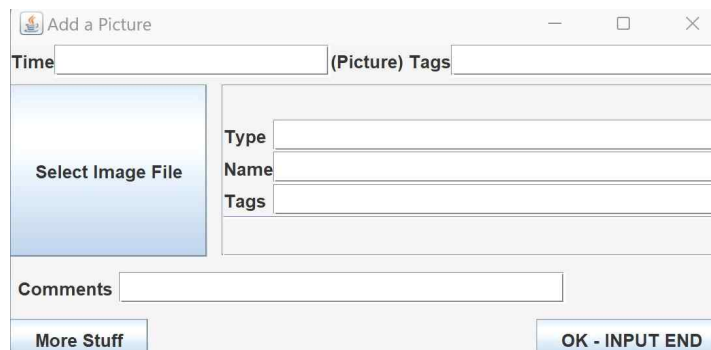 Add a Picture
Time (Picture) Tags
Select Image File
Type
Name
Tags
Comments
More Stuff OK - INPUT END